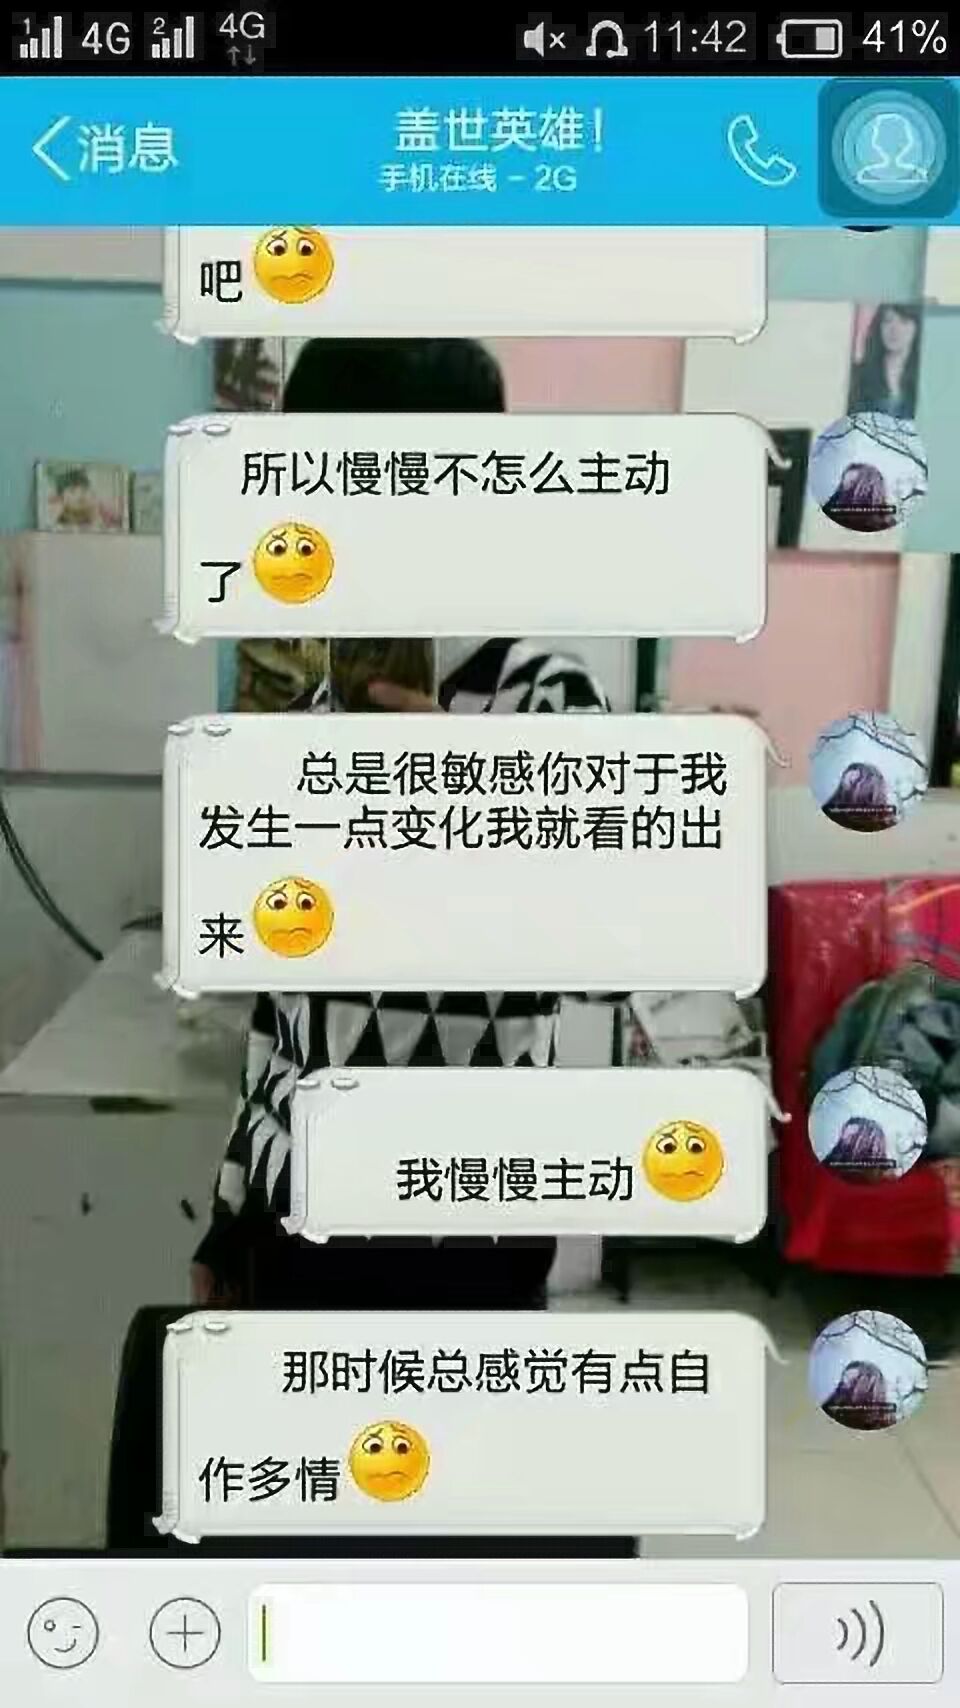 1 4G 2 4G 11:42 41%
消息
盖世英雄！
手机在线 - 2G
吧
所以慢慢不怎么主动
了
总是很敏感你对于我
发生一点变化我就看的出
来
我慢慢主动
那时候总感觉有点自
作多情